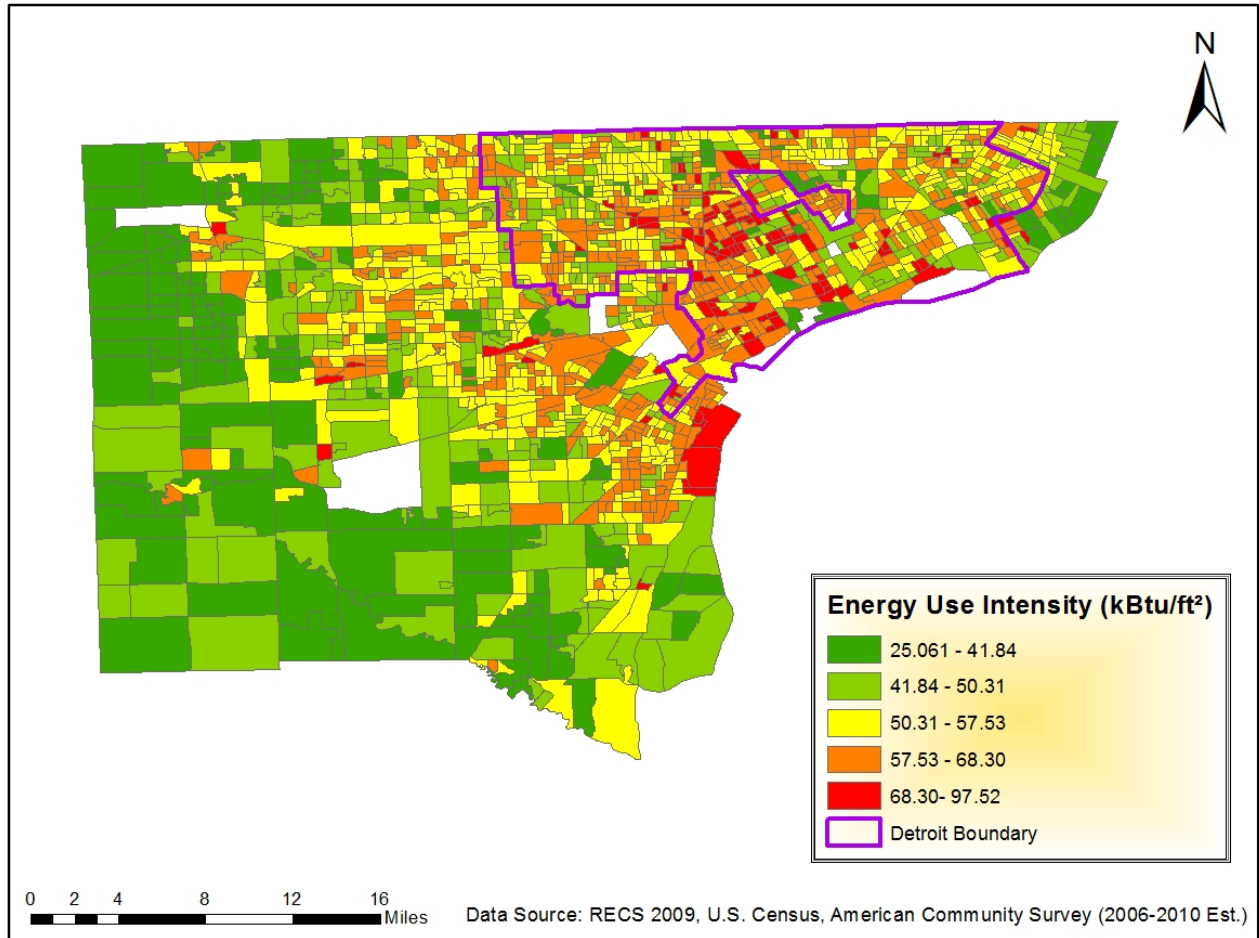 N
Energy Use Intensity (kBtu/ft²)
25.061 - 41.84
41.84 - 50.31
50.31 - 57.53
57.53 - 68.30
68.30- 97.52
Detroit Boundary
0 2 4 8 12 16
Miles
Data Source: RECS 2009, U.S. Census, American Community Survey (2006-2010 Est.)